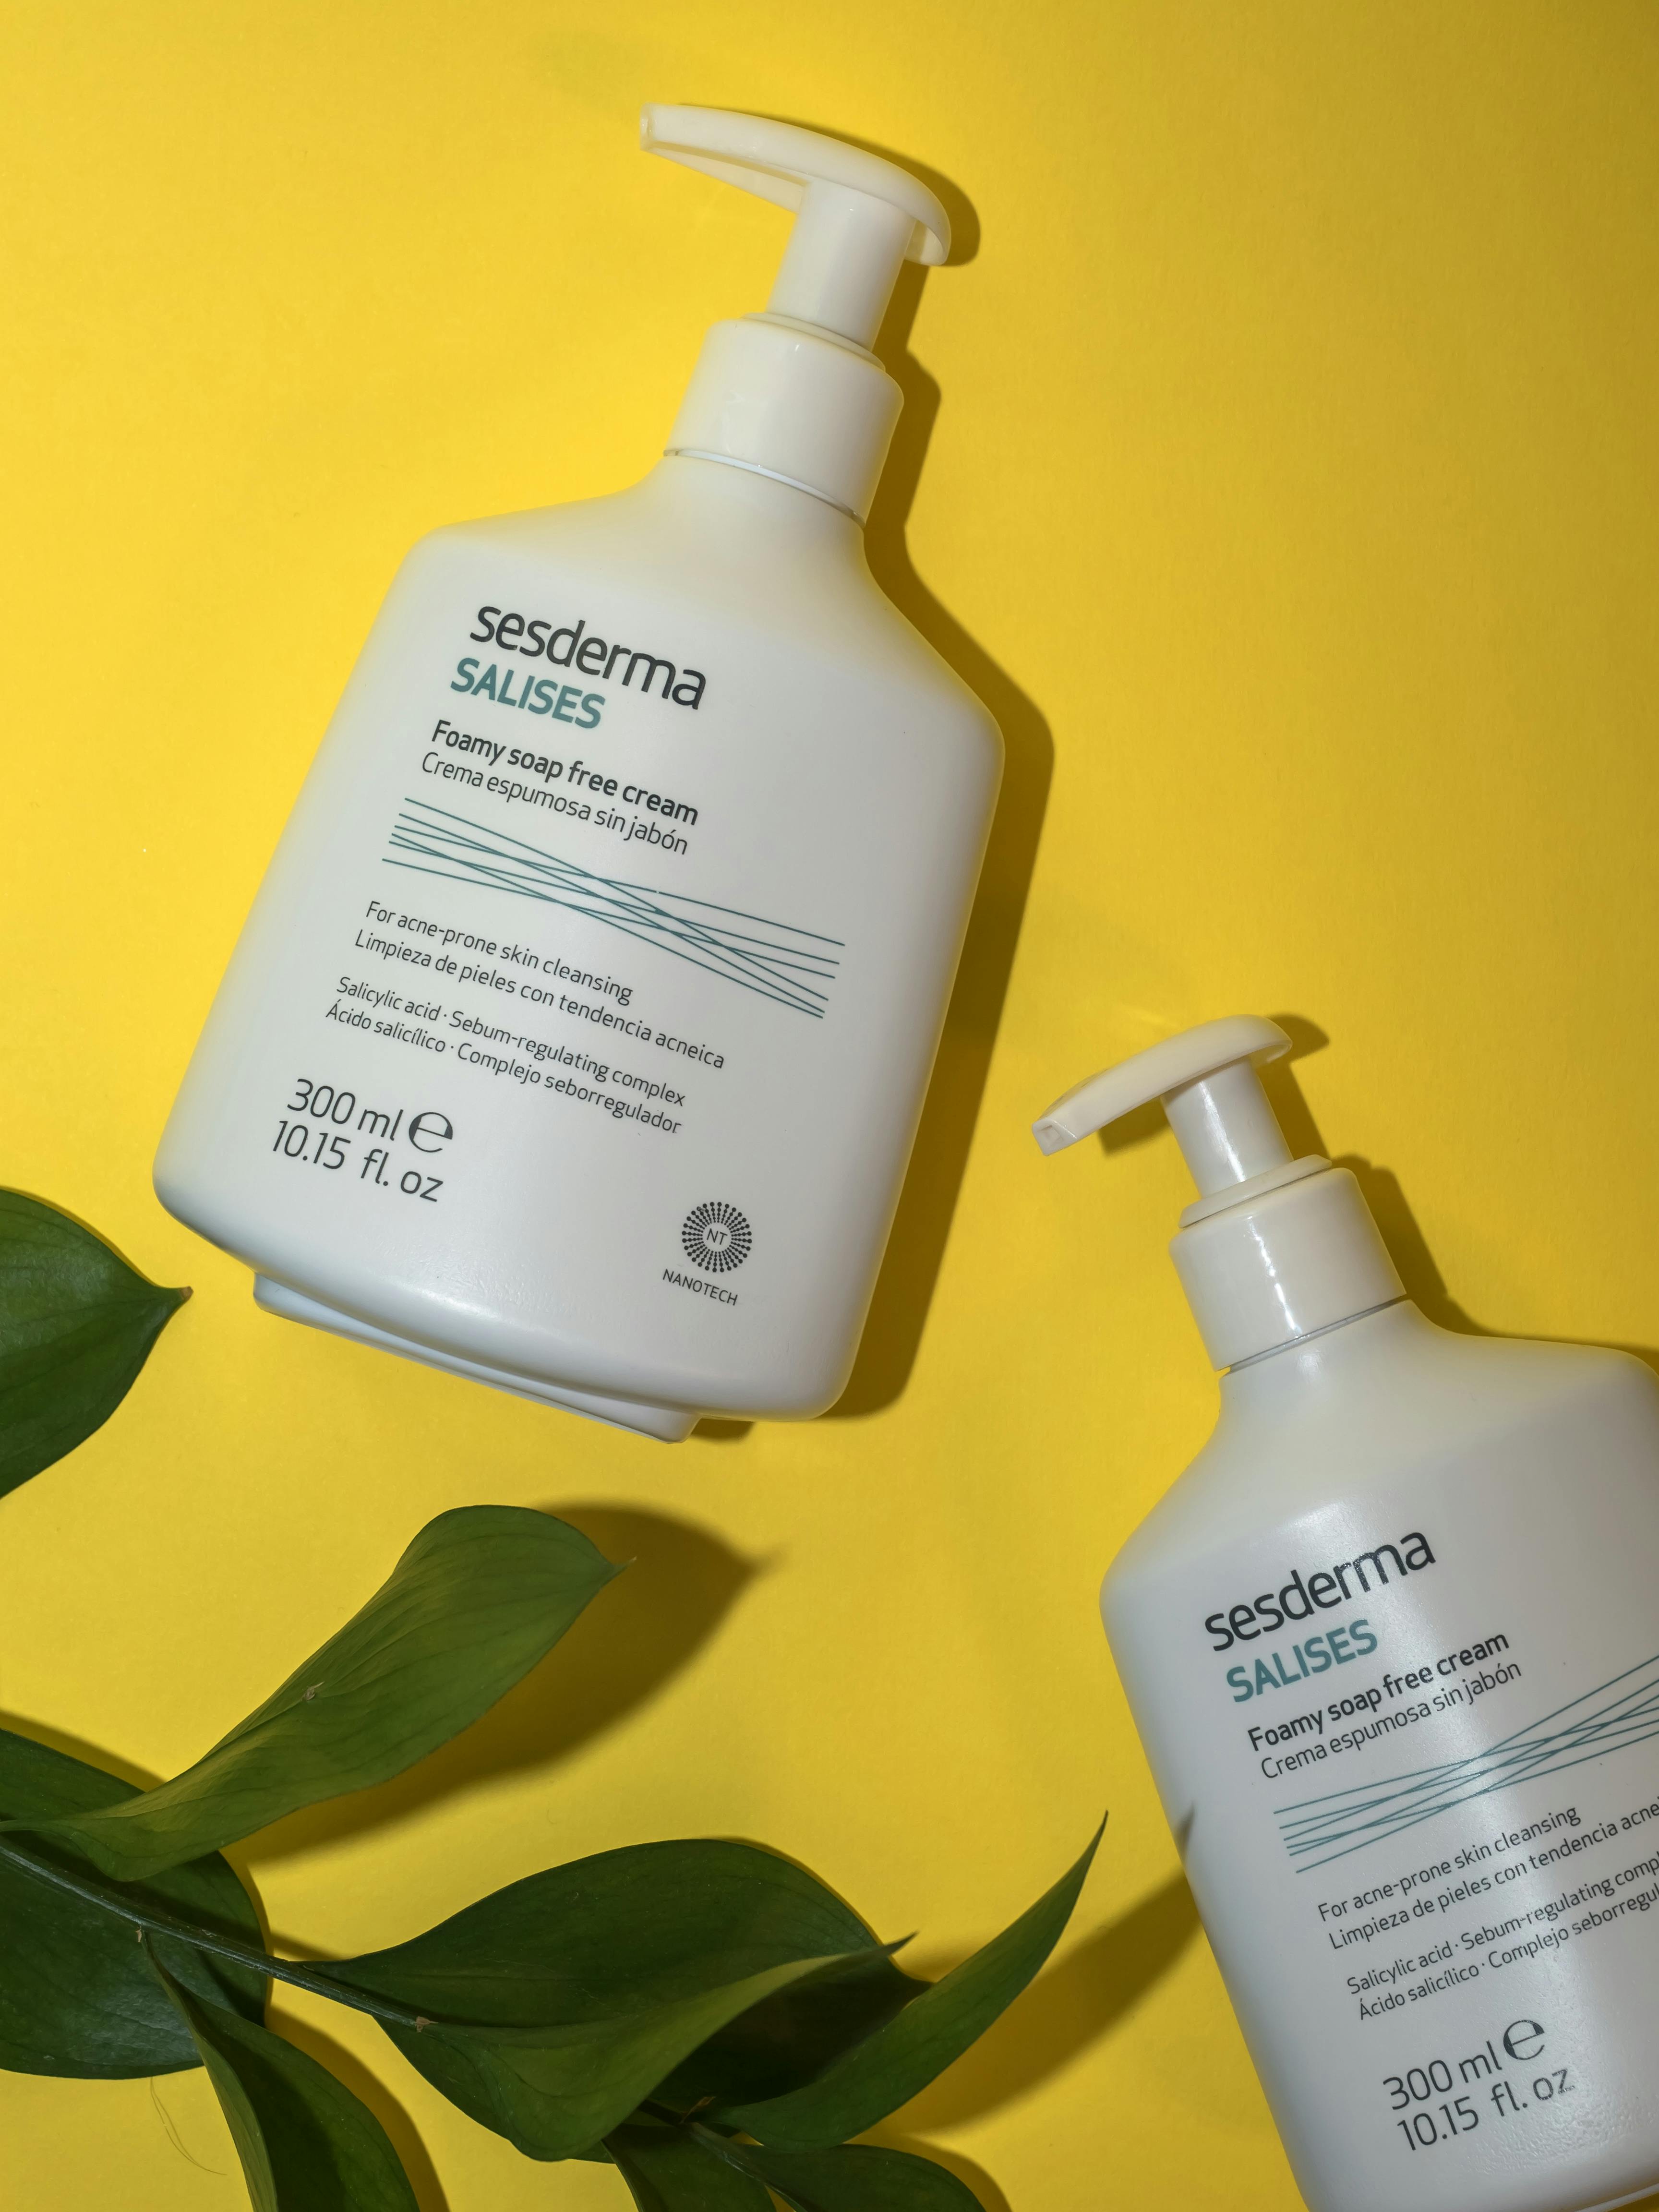 sesderma
SALISES
Foamy soap free cream
Crema espumosa sin jabón
For acne-prone skin cleansing
Limpieza de pieles con tendencia acneica
Salicylic acid · Sebum-regulating complex
Ácido salicílico · Complejo seborregulador
300 ml ℮
10.15 fl. oz
NT
NANOTECH
sesderma
SALISES
Foamy soap free cream
Crema espumosa sin jabón
For acne-prone skin cleansing
Limpieza de pieles con tendencia acne
Salicylic acid · Sebum-regulating comp
Ácido salicílico · Complejo seborregul
300 ml ℮
10.15 fl. oz